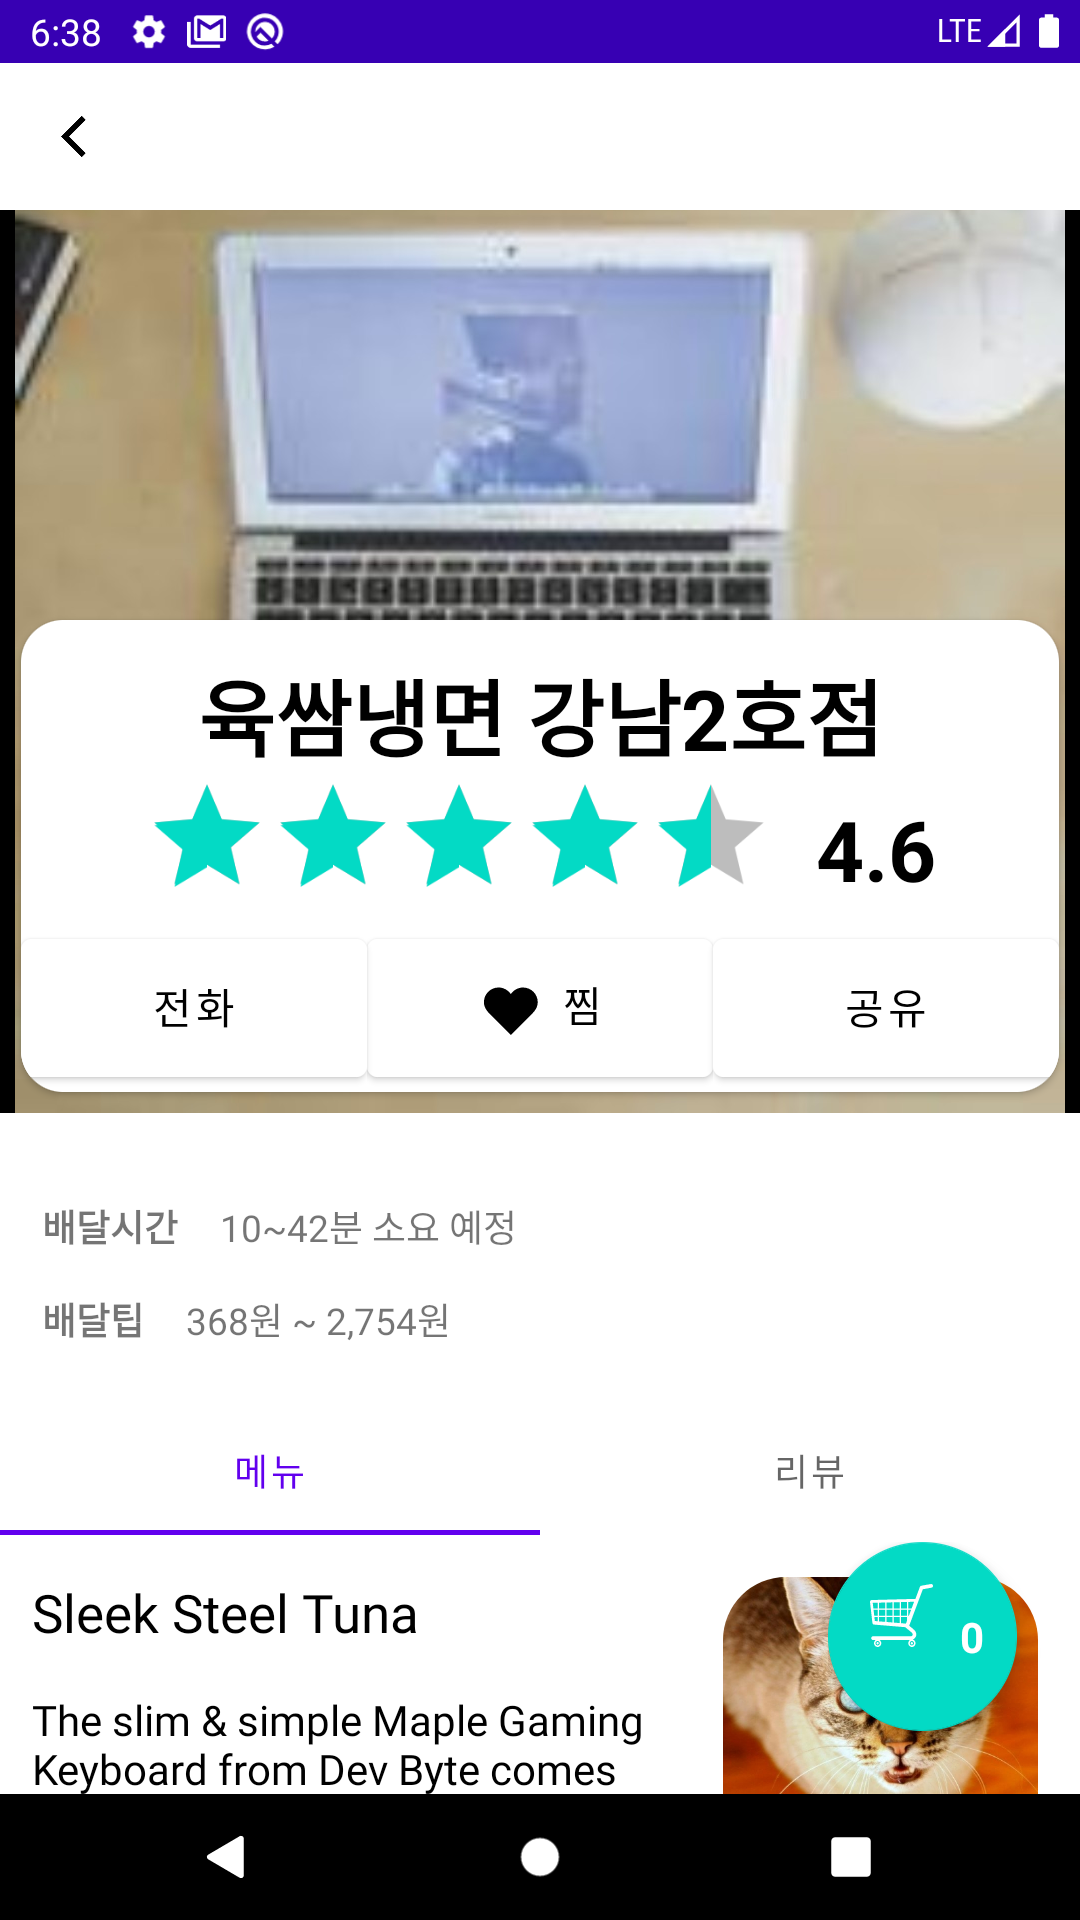 6:38 LTE
육쌈냉면 강남2호점
4.6
전화 찜 공유
배달시간 10~42분 소요 예정
배달팁 368원 ~ 2,754원
메뉴 리뷰
Sleek Steel Tuna
0
The slim & simple Maple Gaming
Keyboard from Dev Byte comes